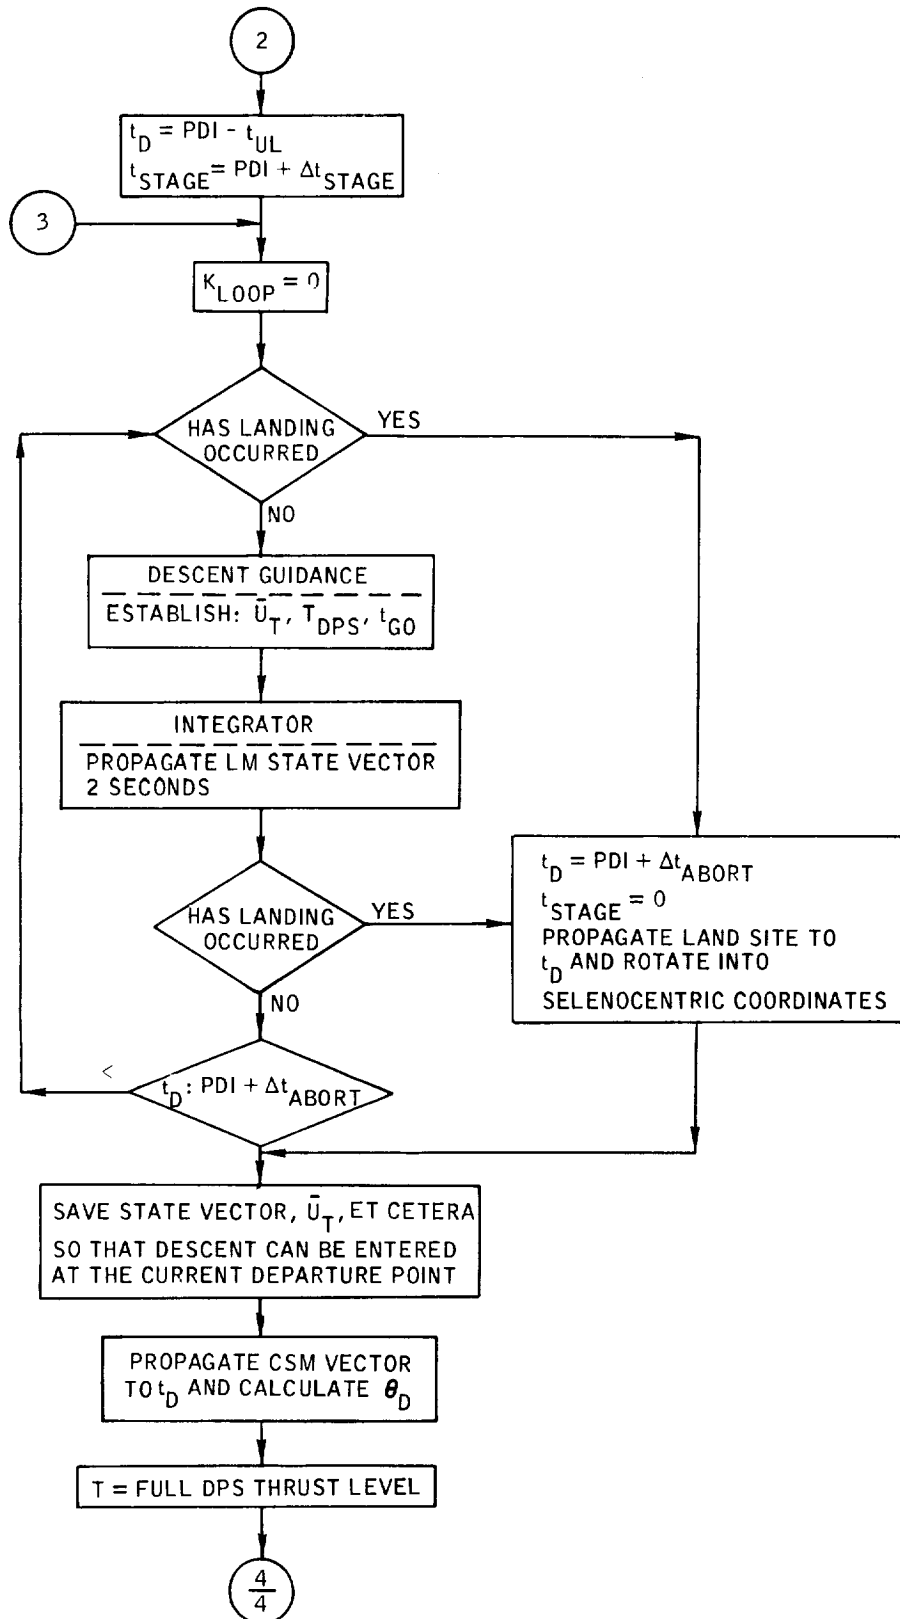 2
t_D = PDI - t_UL
t_STAGE = PDI + Δt_STAGE
3
K_LOOP = 0
HAS LANDING
OCCURRED
YES
NO
DESCENT GUIDANCE
ESTABLISH: Ū_T, T_DPS, t_GO
INTEGRATOR
PROPAGATE LM STATE VECTOR
2 SECONDS
HAS LANDING
OCCURRED
YES
NO
t_D = PDI + Δt_ABORT
t_STAGE = 0
PROPAGATE LAND SITE TO
t_D AND ROTATE INTO
SELENOCENTRIC COORDINATES
<
t_D : PDI + Δt_ABORT
SAVE STATE VECTOR, Ū_T, ET CETERA
SO THAT DESCENT CAN BE ENTERED
AT THE CURRENT DEPARTURE POINT
PROPAGATE CSM VECTOR
TO t_D AND CALCULATE θ_D
T = FULL DPS THRUST LEVEL
4
4